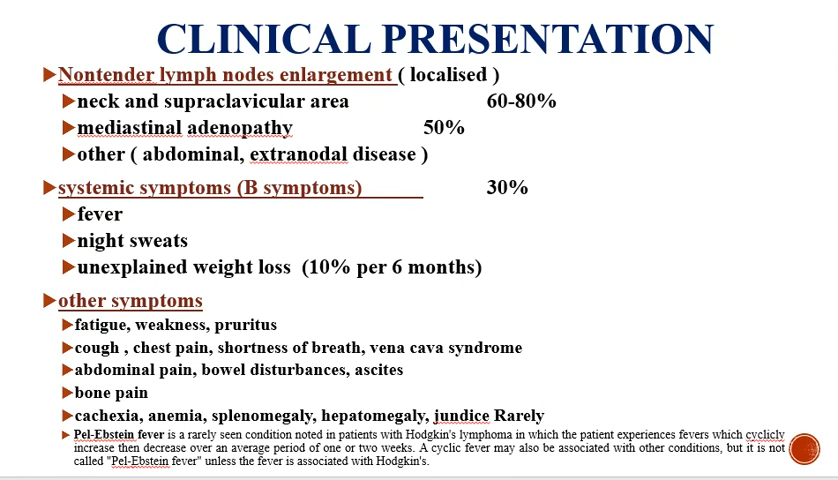 CLINICAL PRESENTATION
Nontender lymph nodes enlargement ( localised )
neck and supraclavicular area 60-80%
mediastinal adenopathy 50%
other ( abdominal, extranodal disease )
systemic symptoms (B symptoms) 30%
fever
night sweats
unexplained weight loss (10% per 6 months)
other symptoms
fatigue, weakness, pruritus
cough , chest pain, shortness of breath, vena cava syndrome
abdominal pain, bowel disturbances, ascites
bone pain
cachexia, anemia, splenomegaly, hepatomegaly, jundice Rarely
Pel-Ebstein fever is a rarely seen condition noted in patients with Hodgkin's lymphoma in which the patient experiences fevers which cyclicly
increase then decrease over an average period of one or two weeks. A cyclic fever may also be associated with other conditions, but it is not
called "Pel-Ebstein fever" unless the fever is associated with Hodgkin's.